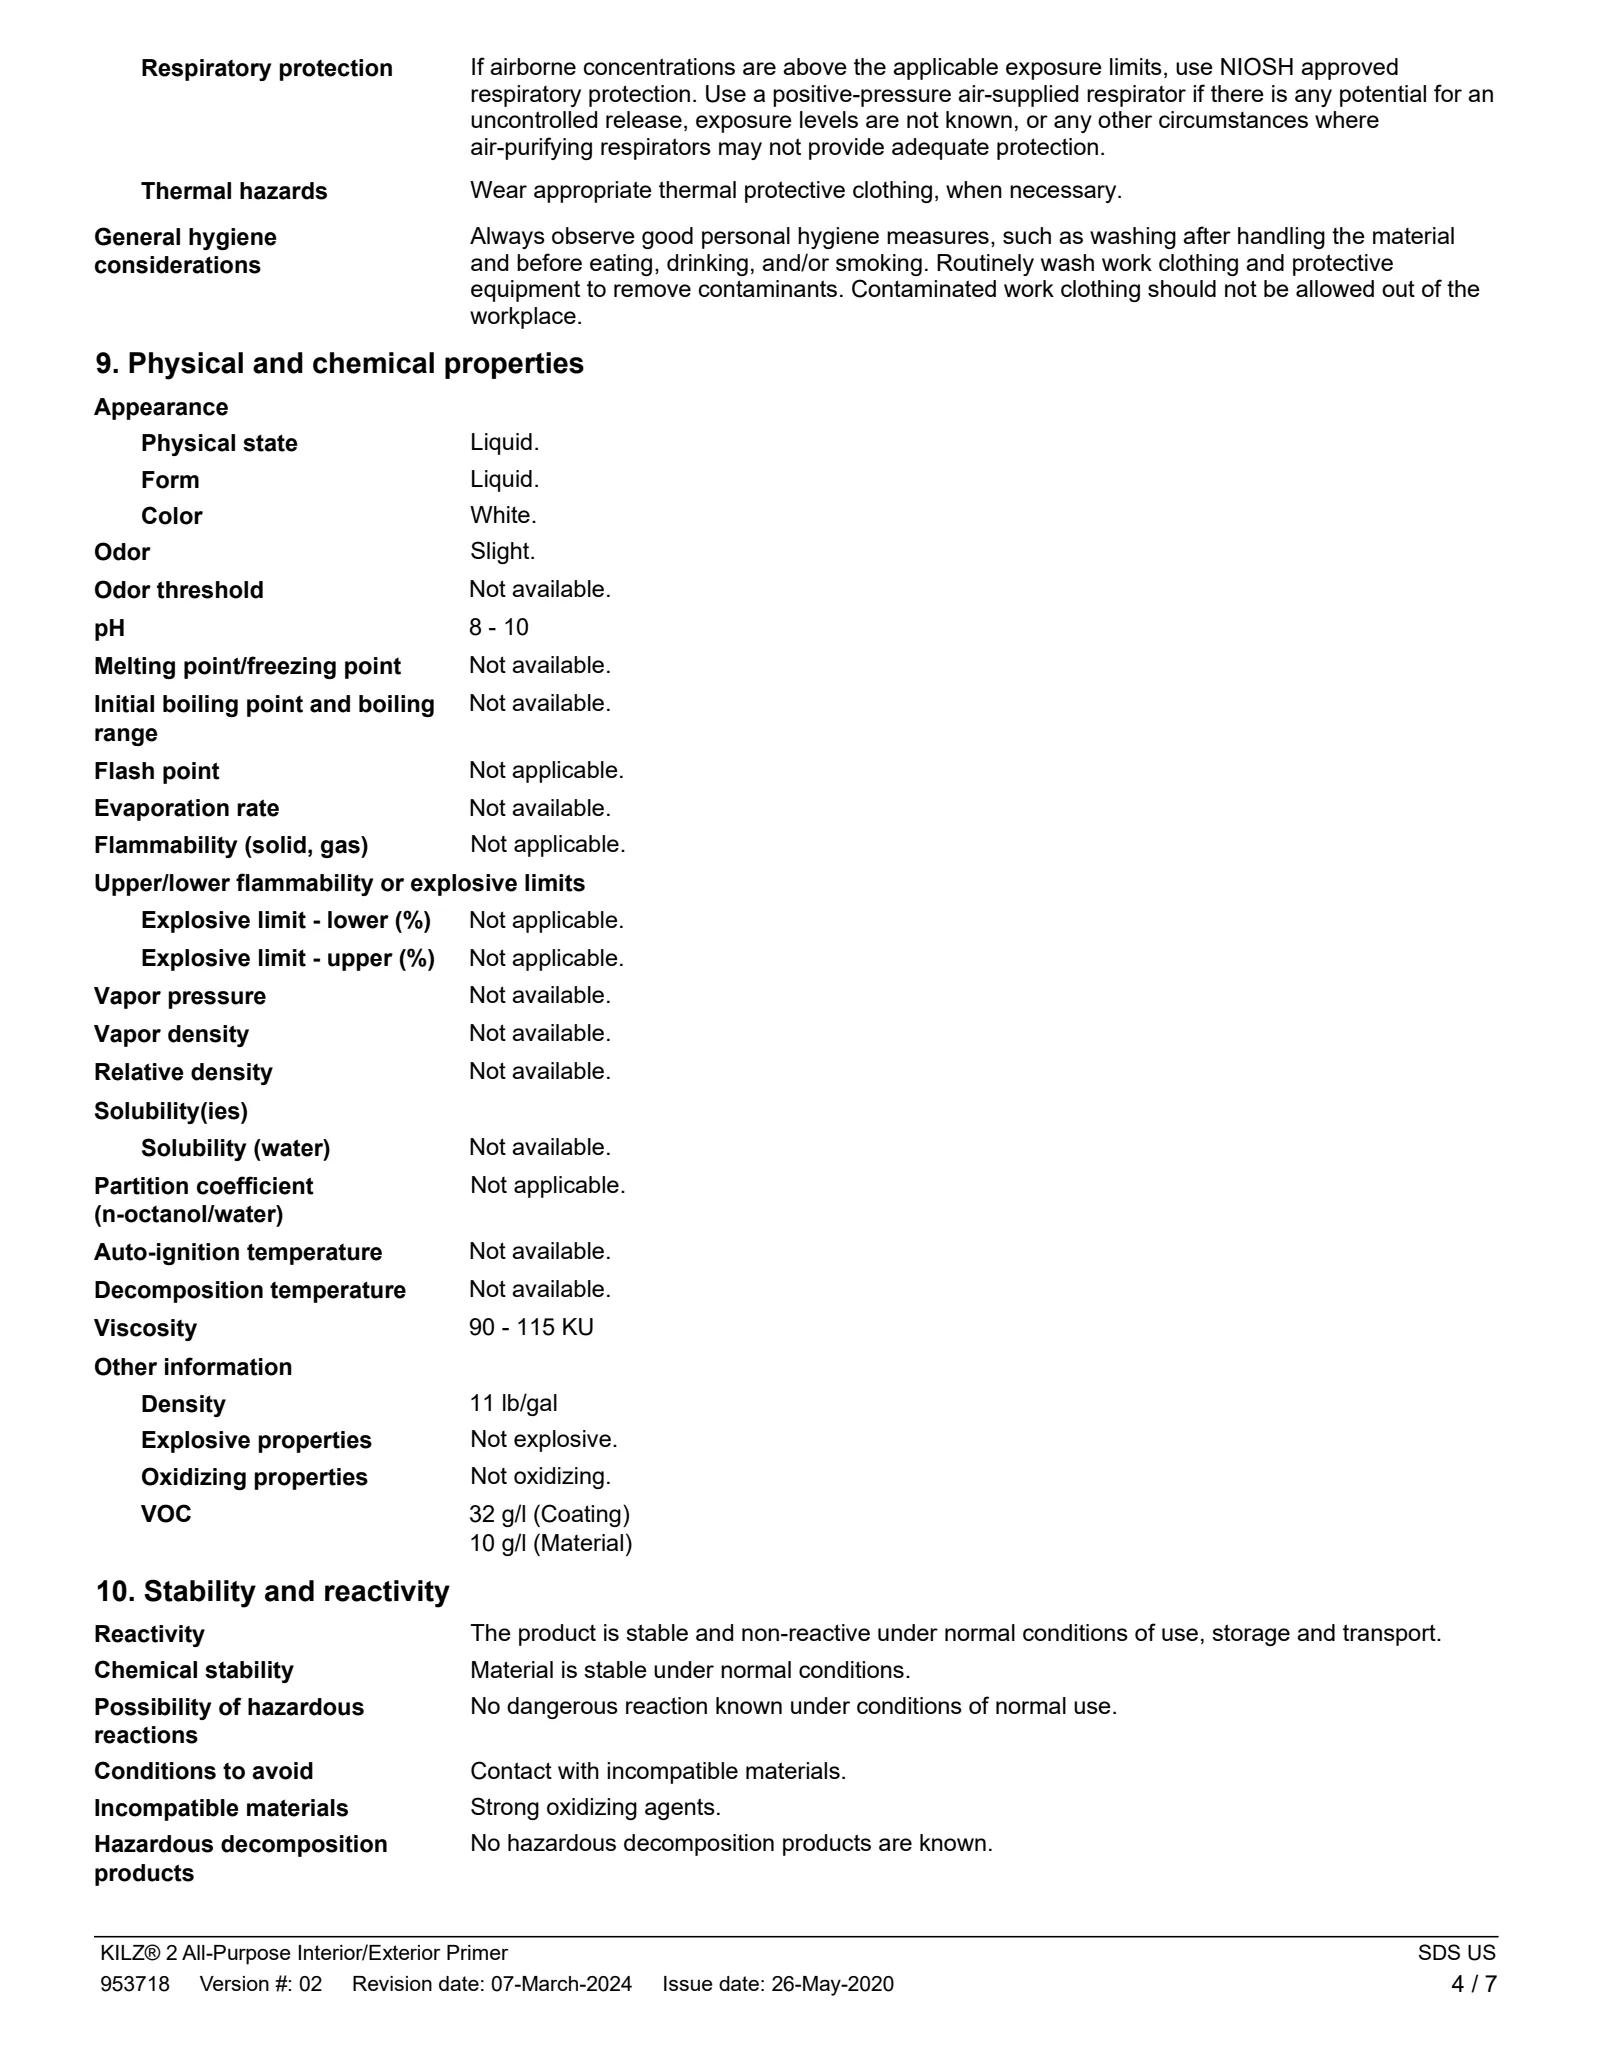 Respiratory protection If airborne concentrations are above the applicable exposure limits, use NIOSH approved
respiratory protection. Use a positive-pressure air-supplied respirator if there is any potential for an
uncontrolled release, exposure levels are not known, or any other circumstances where
air-purifying respirators may not provide adequate protection.
Thermal hazards Wear appropriate thermal protective clothing, when necessary.
General hygiene Always observe good personal hygiene measures, such as washing after handling the material
considerations and before eating, drinking, and/or smoking. Routinely wash work clothing and protective
equipment to remove contaminants. Contaminated work clothing should not be allowed out of the
workplace.
9. Physical and chemical properties
Appearance
Physical state Liquid.
Form Liquid.
Color White.
Odor Slight.
Odor threshold Not available.
pH 8 - 10
Melting point/freezing point Not available.
Initial boiling point and boiling Not available.
range
Flash point Not applicable.
Evaporation rate Not available.
Flammability (solid, gas) Not applicable.
Upper/lower flammability or explosive limits
Explosive limit - lower (%) Not applicable.
Explosive limit - upper (%) Not applicable.
Vapor pressure Not available.
Vapor density Not available.
Relative density Not available.
Solubility(ies)
Solubility (water) Not available.
Partition coefficient Not applicable.
(n-octanol/water)
Auto-ignition temperature Not available.
Decomposition temperature Not available.
Viscosity 90 - 115 KU
Other information
Density 11 lb/gal
Explosive properties Not explosive.
Oxidizing properties Not oxidizing.
VOC 32 g/l (Coating)
10 g/l (Material)
10. Stability and reactivity
Reactivity The product is stable and non-reactive under normal conditions of use, storage and transport.
Chemical stability Material is stable under normal conditions.
Possibility of hazardous No dangerous reaction known under conditions of normal use.
reactions
Conditions to avoid Contact with incompatible materials.
Incompatible materials Strong oxidizing agents.
Hazardous decomposition No hazardous decomposition products are known.
products
KILZ® 2 All-Purpose Interior/Exterior Primer SDS US
953718 Version #: 02 Revision date: 07-March-2024 Issue date: 26-May-2020 4 / 7